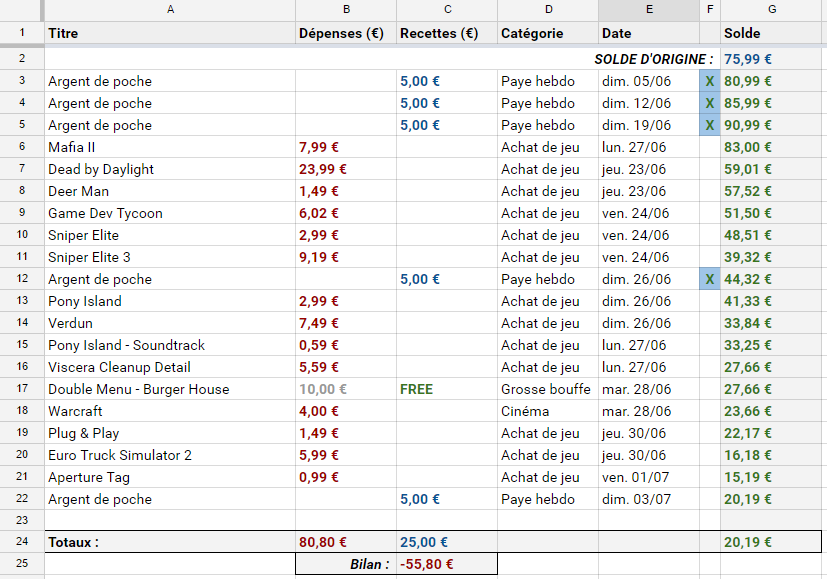 A B C D E F G
1 Titre Dépenses (€) Recettes (€) Catégorie Date Solde
2 SOLDE D'ORIGINE : 75,99 €
3 Argent de poche 5,00 € Paye hebdo dim. 05/06 X 80,99 €
4 Argent de poche 5,00 € Paye hebdo dim. 12/06 X 85,99 €
5 Argent de poche 5,00 € Paye hebdo dim. 19/06 X 90,99 €
6 Mafia II 7,99 € Achat de jeu lun. 27/06 83,00 €
7 Dead by Daylight 23,99 € Achat de jeu jeu. 23/06 59,01 €
8 Deer Man 1,49 € Achat de jeu jeu. 23/06 57,52 €
9 Game Dev Tycoon 6,02 € Achat de jeu ven. 24/06 51,50 €
10 Sniper Elite 2,99 € Achat de jeu ven. 24/06 48,51 €
11 Sniper Elite 3 9,19 € Achat de jeu ven. 24/06 39,32 €
12 Argent de poche 5,00 € Paye hebdo dim. 26/06 X 44,32 €
13 Pony Island 2,99 € Achat de jeu dim. 26/06 41,33 €
14 Verdun 7,49 € Achat de jeu dim. 26/06 33,84 €
15 Pony Island - Soundtrack 0,59 € Achat de jeu lun. 27/06 33,25 €
16 Viscera Cleanup Detail 5,59 € Achat de jeu lun. 27/06 27,66 €
17 Double Menu - Burger House 10,00 € FREE Grosse bouffe mar. 28/06 27,66 €
18 Warcraft 4,00 € Cinéma mar. 28/06 23,66 €
19 Plug & Play 1,49 € Achat de jeu jeu. 30/06 22,17 €
20 Euro Truck Simulator 2 5,99 € Achat de jeu jeu. 30/06 16,18 €
21 Aperture Tag 0,99 € Achat de jeu ven. 01/07 15,19 €
22 Argent de poche 5,00 € Paye hebdo dim. 03/07 20,19 €
23
24 Totaux : 80,80 € 25,00 € 20,19 €
25 Bilan : -55,80 €